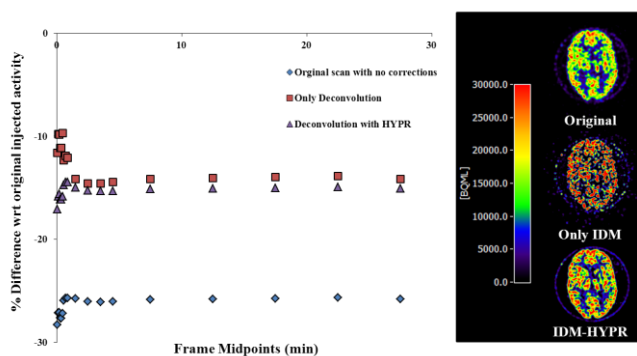 0
10
20
30
0
-10
-20
-30
Orginal scan with no corrections
Only Deconvolution
Deconvolution with HYPR
% Difference wrt original injected activity
Frame Midpoints (min)
30000.0
25000.0
20000.0
15000.0
10000.0
5000.0
0.0
[BQML]
Original
Only IDM
IDM-HYPR